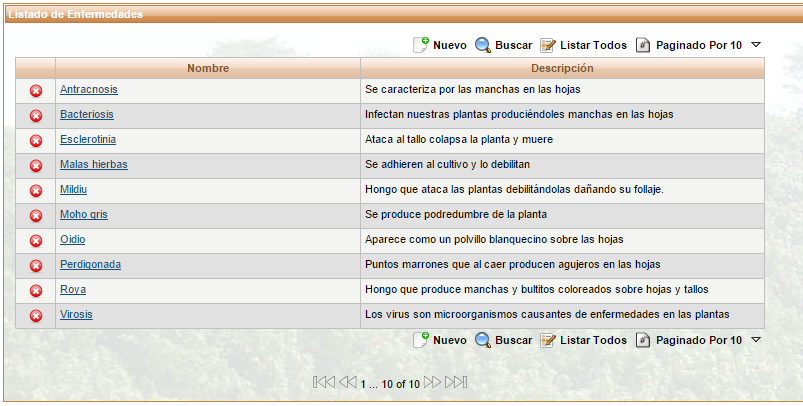 Listado de Enfermedades
Nuevo Buscar Listar Todos Paginado Por 10
Nombre Descripción
Antracnosis Se caracteriza por las manchas en las hojas
Bacteriosis Infectan nuestras plantas produciéndoles manchas en las hojas
Esclerotinia Ataca al tallo colapsa la planta y muere
Malas hierbas Se adhieren al cultivo y lo debilitan
Mildiu Hongo que ataca las plantas debilitándolas dañando su follaje.
Moho gris Se produce podredumbre de la planta
Oidio Aparece como un polvillo blanquecino sobre las hojas
Perdigonada Puntos marrones que al caer producen agujeros en las hojas
Roya Hongo que produce manchas y bultitos coloreados sobre hojas y tallos
Virosis Los virus son microorganismos causantes de enfermedades en las plantas
Nuevo Buscar Listar Todos Paginado Por 10
1 ... 10 of 10